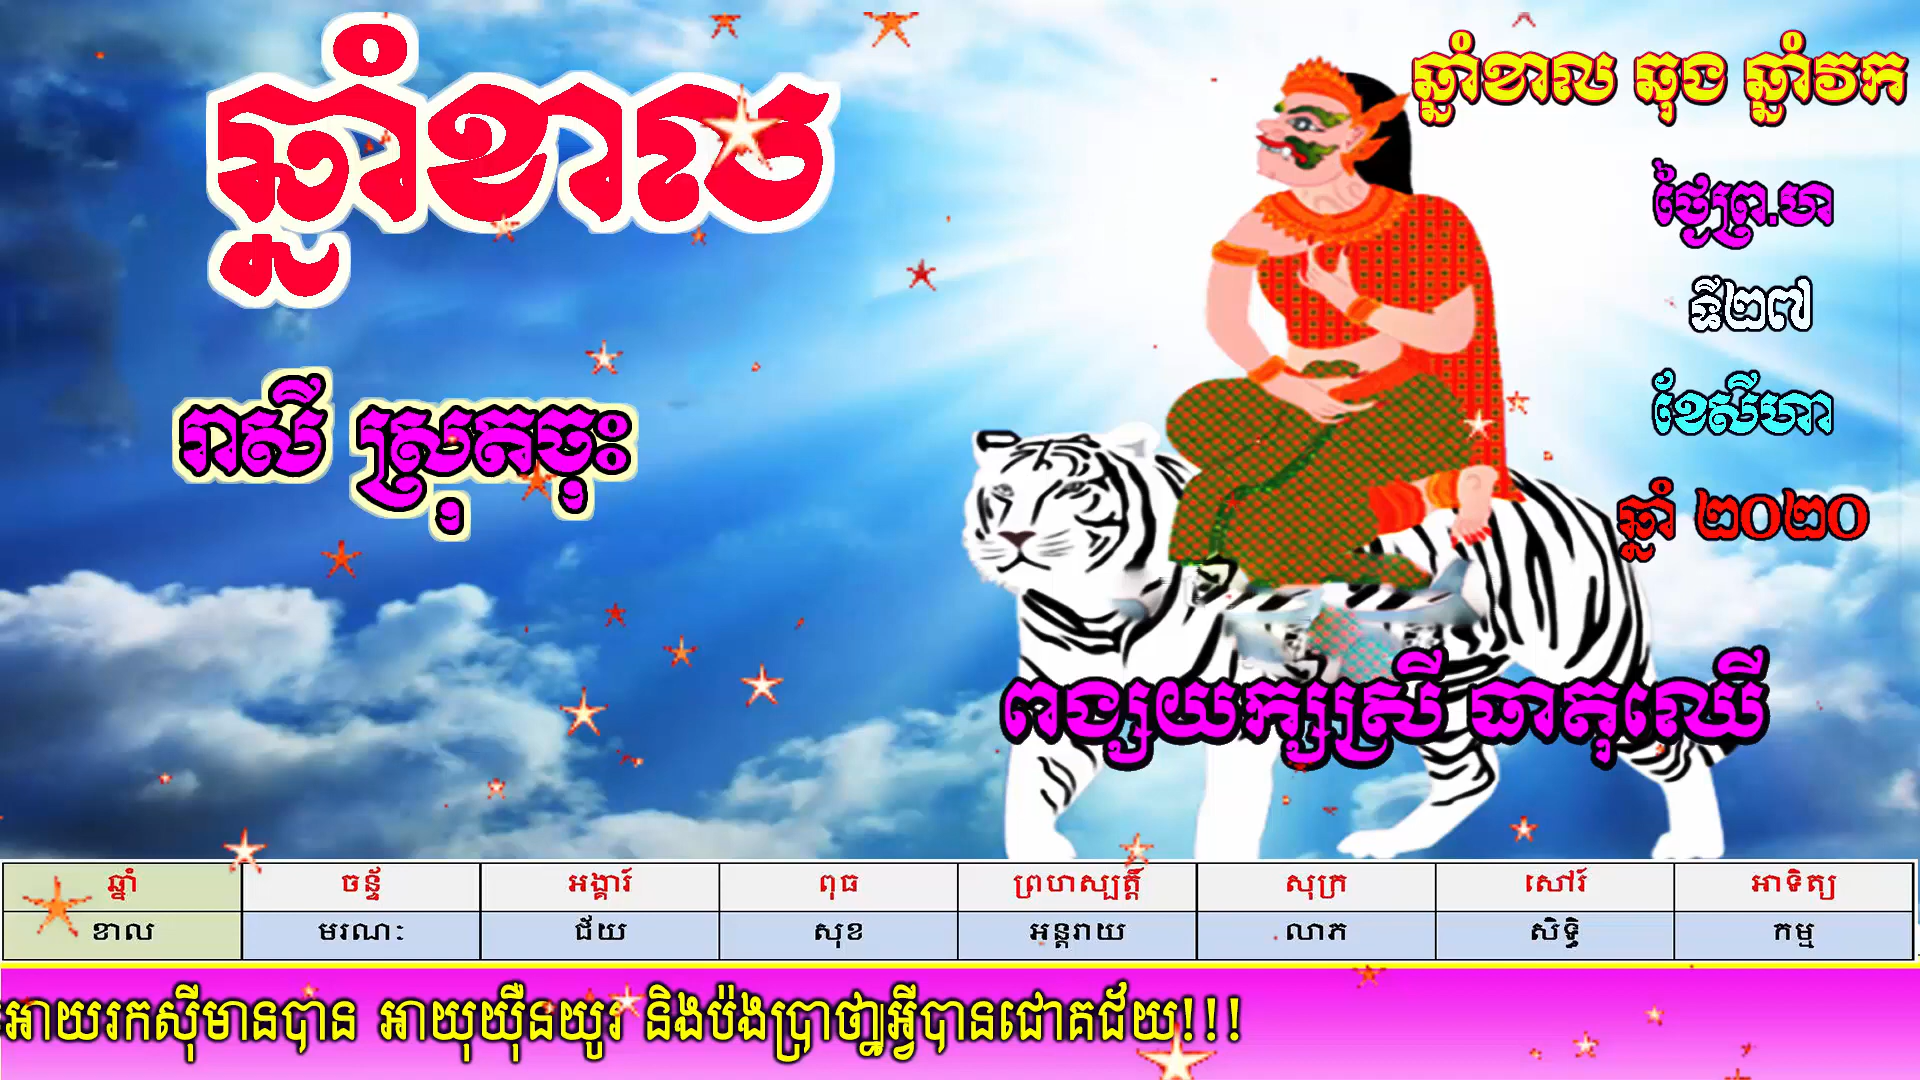 ឆ្នាំខាល
រាសី ស្រុតចុះ
ឆ្នាំខាល ឆុង ឆ្នាំវក
ថ្ងៃព្រ.ហ
ទី២៧
ខែសីហា
ឆ្នាំ ២០២០
ពង្សយក្សស្រី ធាតុឈើ
ឆ្នាំ ចន្ទ័ អង្គារ៍ ពុធ ព្រហស្បត្តិ៍ សុក្រ សៅរ៍ អាទិត្យ
ខាល មរណៈ ជ័យ សុខ អន្តរាយ លាភ សិទ្ធិ កម្ម
អោយរកស៊ីមានបាន អាយុយ៉ឺនយូរ និងប៉ងប្រាថា្នអ្វីបានជោគជ័យ!!!